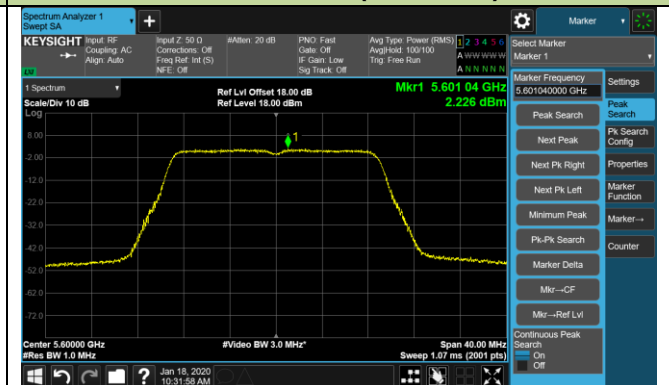 Spectrum Analyzer 1
Swept SA
+
Marker
KEYSIGHT
Input: RF
Coupling: AC
Align: Auto
Input Z: 50 Ω
Corrections: Off
Freq Ref: Int (S)
NFE: Off
#Atten: 20 dB
PNO: Fast
Gate: Off
IF Gain: Low
Sig Track: Off
Avg Type: Power (RMS)
Avg|Hold: 100/100
Trig: Free Run
1 2 3 4 5 6
A W W W W W
A N N N N N
Select Marker
Marker 1
1 Spectrum
Scale/Div 10 dB
Log
Ref Lvl Offset 18.00 dB
Ref Level 18.00 dBm
Mkr1 5.601 04 GHz
2.226 dBm
Marker Frequency
5.601040000 GHz
Settings
Peak Search
Next Peak
Next Pk Right
Next Pk Left
Minimum Peak
Pk-Pk Search
Marker Delta
Mkr→CF
Mkr→Ref Lvl
Continuous Peak
Search
On
Off
Peak
Search
Pk Search
Config
Properties
Marker
Function
Marker→
Counter
8.00
-2.00
-12.0
-22.0
-32.0
-42.0
-52.0
-62.0
-72.0
1
Center 5.60000 GHz
#Res BW 1.0 MHz
#Video BW 3.0 MHz*
Span 40.00 MHz
Sweep 1.07 ms (2001 pts)
?
Jan 18, 2020
10:31:58 AM